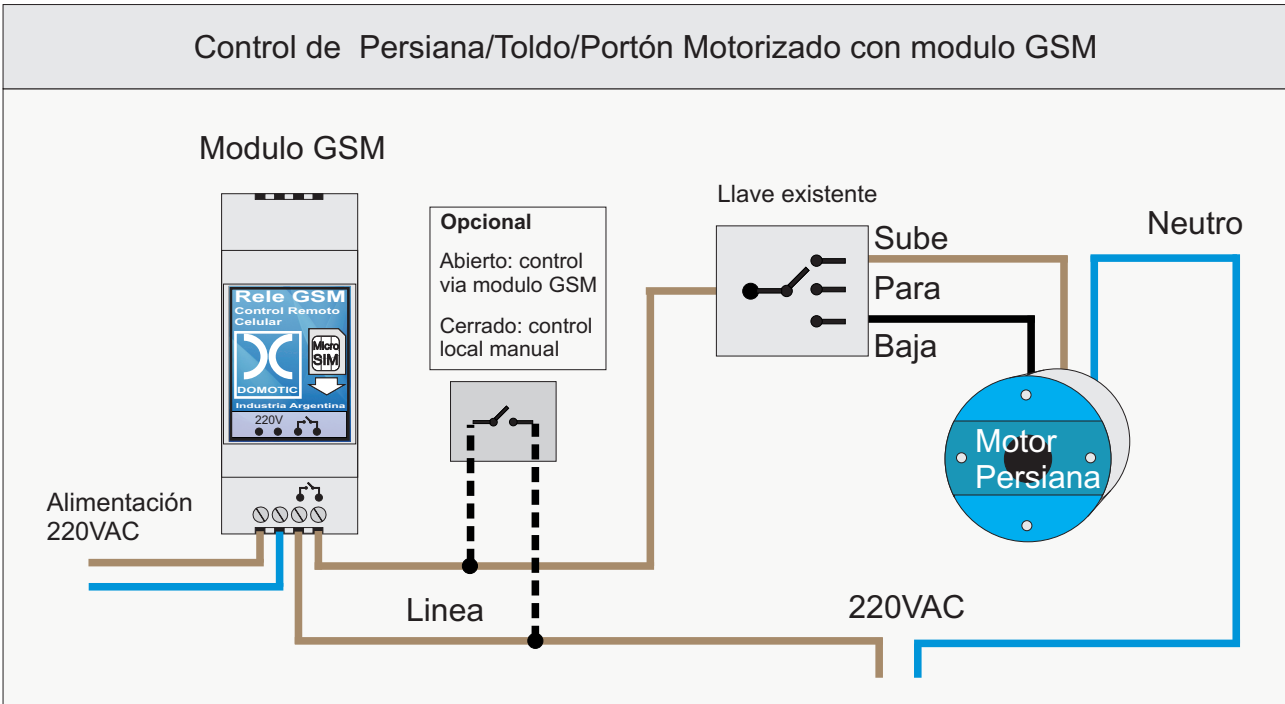 Control de Persiana/Toldo/Portón Motorizado con modulo GSM
Modulo GSM
Rele GSM
Control Remoto
Celular
Micro
SIM
DOMOTIC
Industria Argentina
220V
Alimentación
220VAC
Opcional
Abierto: control
via modulo GSM
Cerrado: control
local manual
Linea
Llave existente
Sube
Para
Baja
Neutro
Motor
Persiana
220VAC